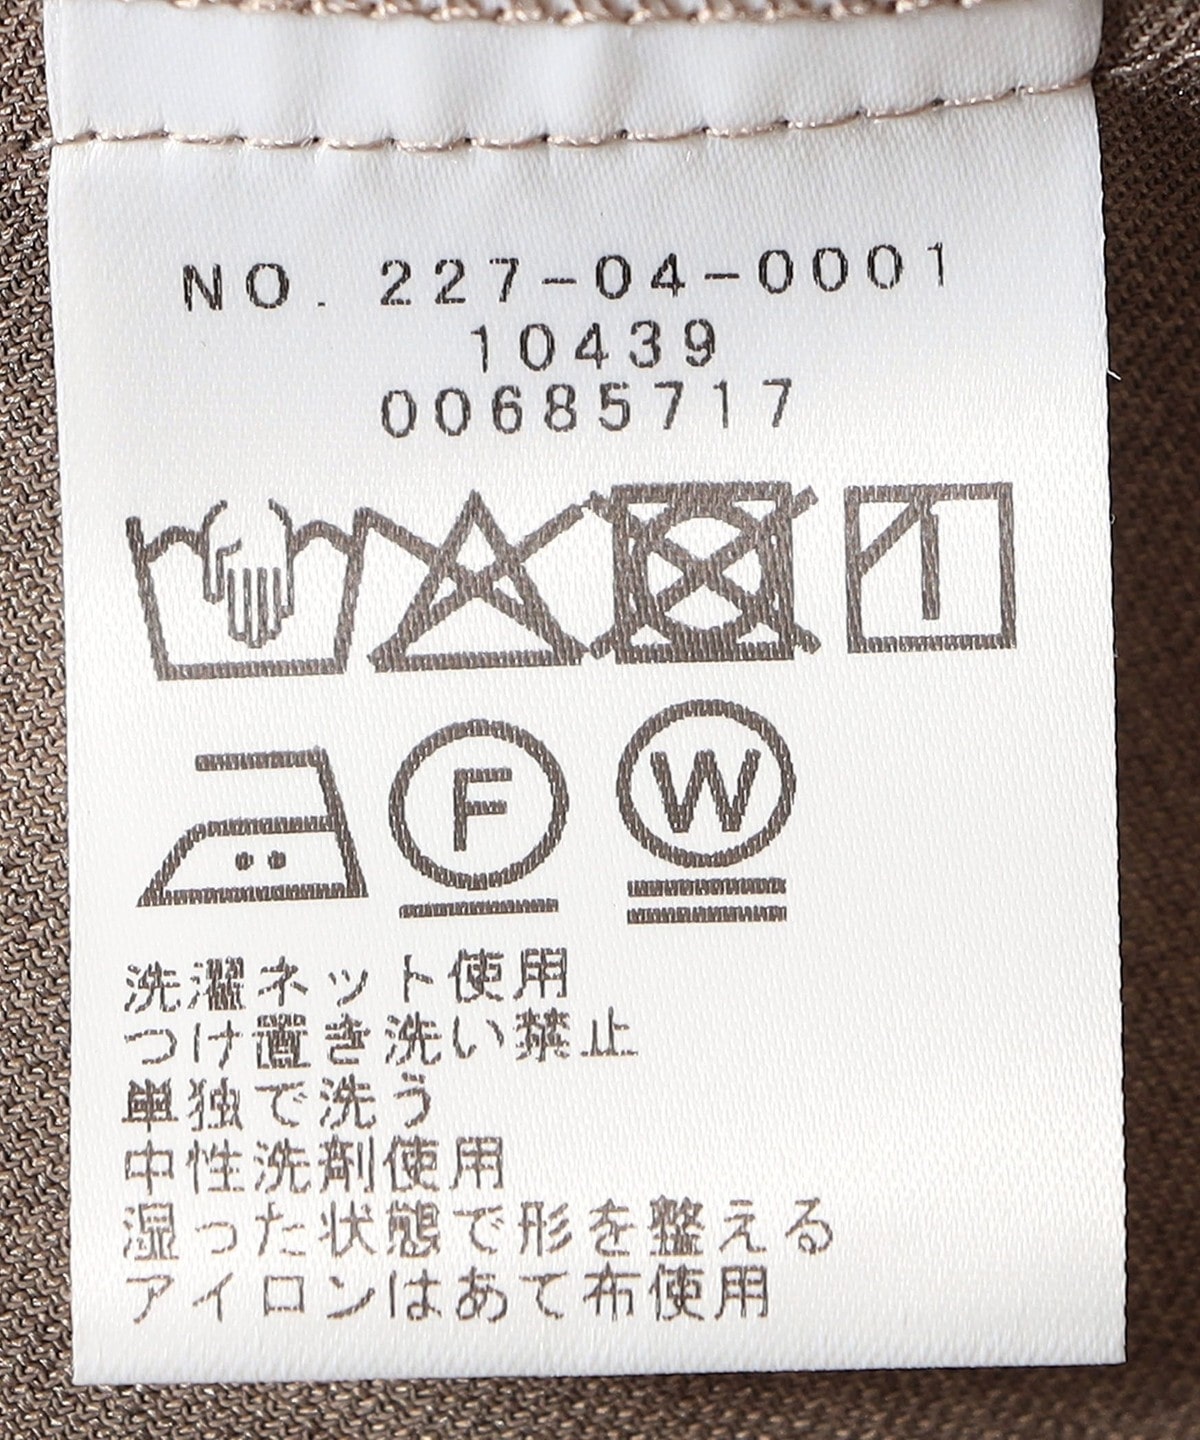 NO. 227-04-0001
10439
00685717
F W
洗濯ネット使用
つけ置き洗い禁止
単独で洗う
中性洗剤使用
湿った状態で形を整える
アイロンはあて布使用